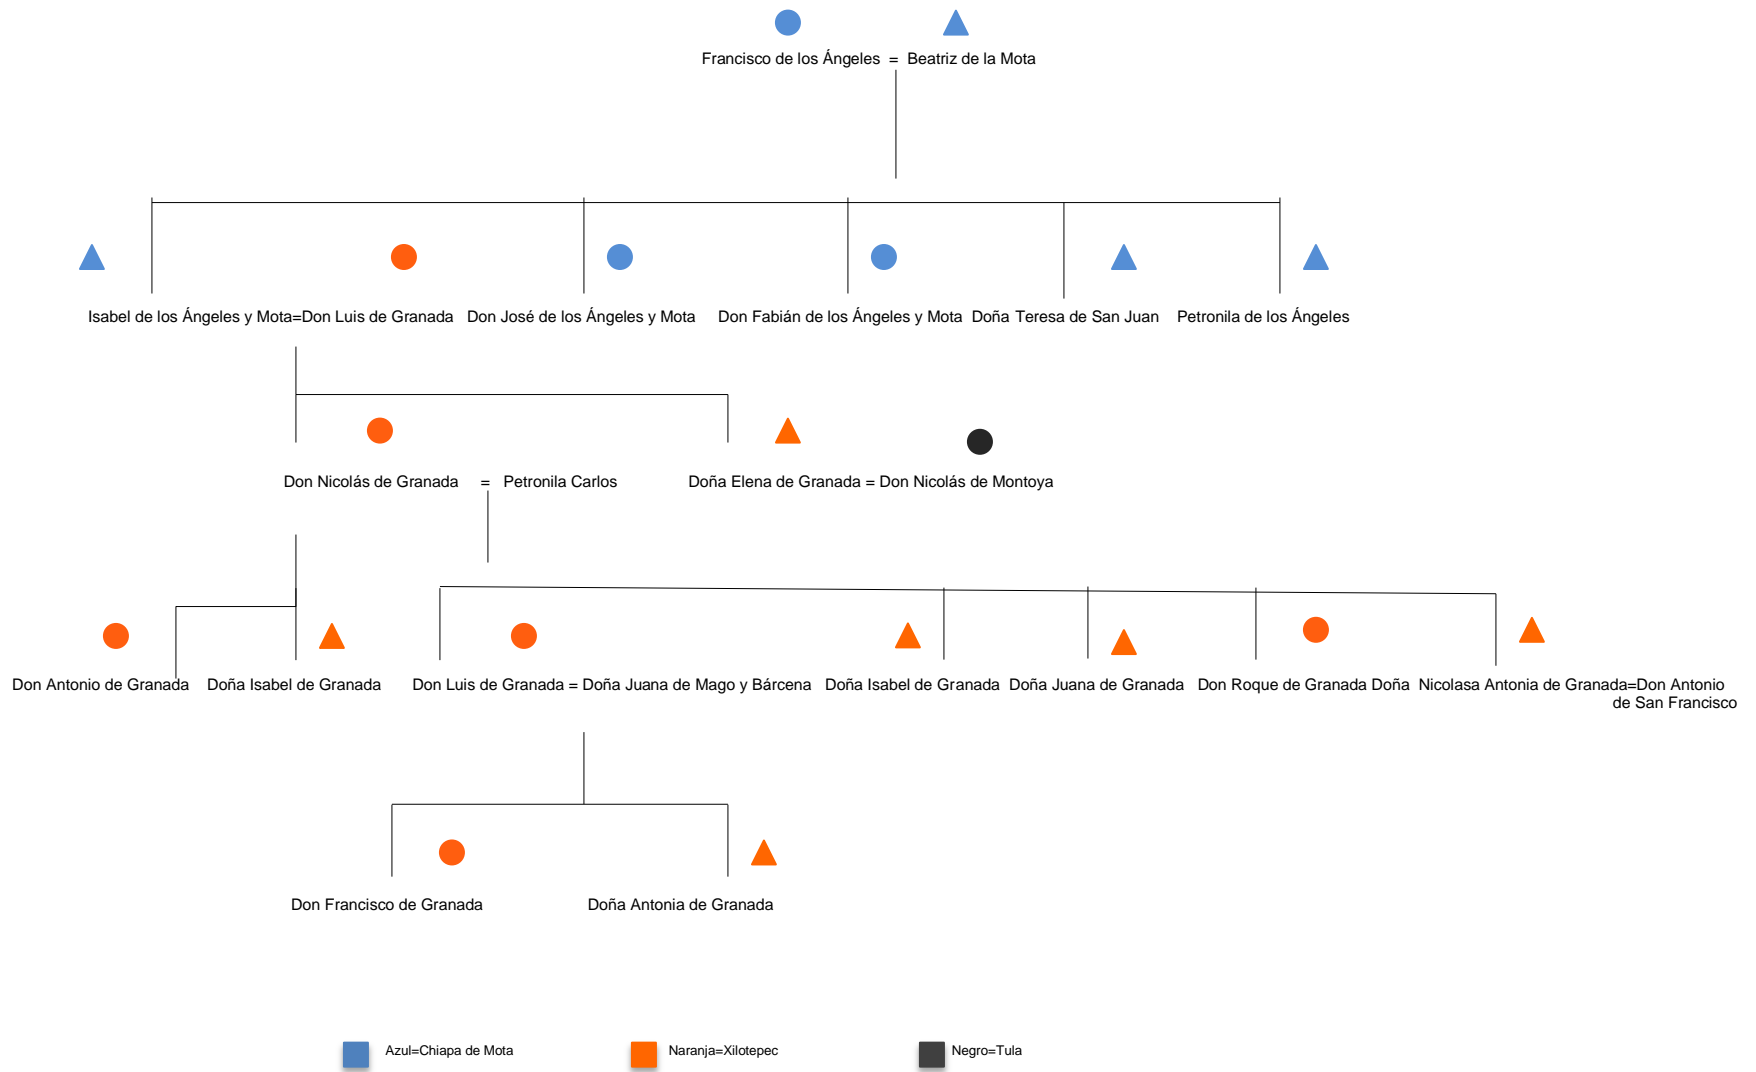 Francisco de los Ángeles = Beatriz de la Mota
Isabel de los Ángeles y Mota=Don Luis de Granada Don José de los Ángeles y Mota Don Fabián de los Ángeles y Mota Doña Teresa de San Juan Petronila de los Ángeles
Don Nicolás de Granada = Petronila Carlos Doña Elena de Granada = Don Nicolás de Montoya
Don Antonio de Granada Doña Isabel de Granada Don Luis de Granada = Doña Juana de Mago y Bárcena Doña Isabel de Granada Doña Juana de Granada Don Roque de Granada Doña Nicolasa Antonia de Granada=Don Antonio
de San Francisco
Don Francisco de Granada Doña Antonia de Granada
Azul=Chiapa de Mota Naranja=Xilotepec Negro=Tula